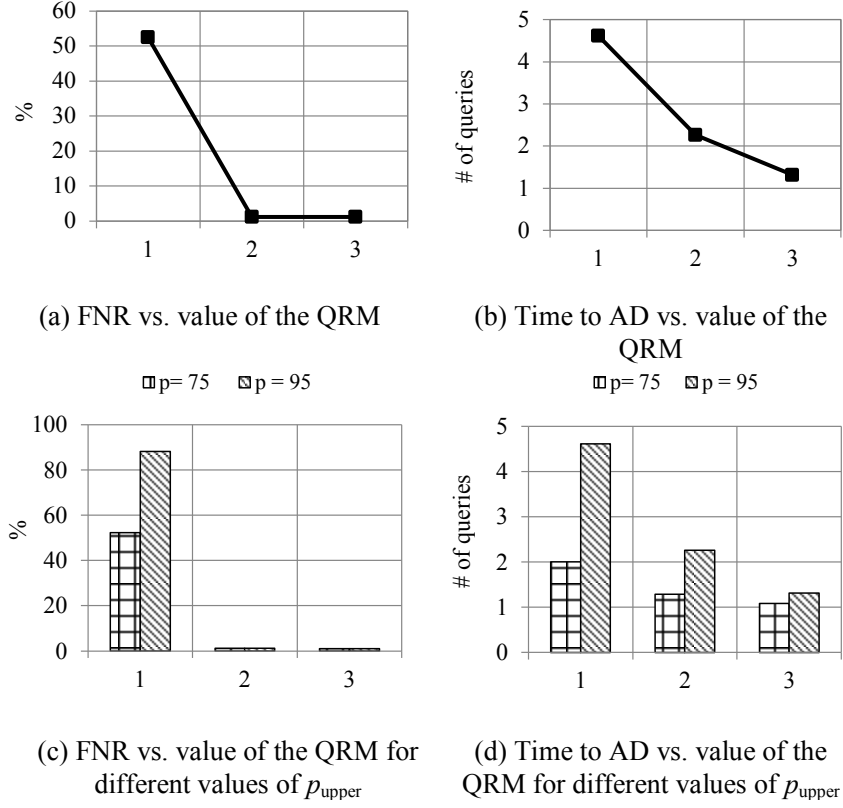 60
50
40
30
20
10
0
%
1 2 3
(a) FNR vs. value of the QRM
5
4
3
2
1
0
# of queries
1 2 3
(b) Time to AD vs. value of the
QRM
p= 75 p = 95
100
80
60
40
20
0
%
1 2 3
(c) FNR vs. value of the QRM for
different values of pupper
p= 75 p = 95
5
4
3
2
1
0
# of queries
1 2 3
(d) Time to AD vs. value of the
QRM for different values of pupper